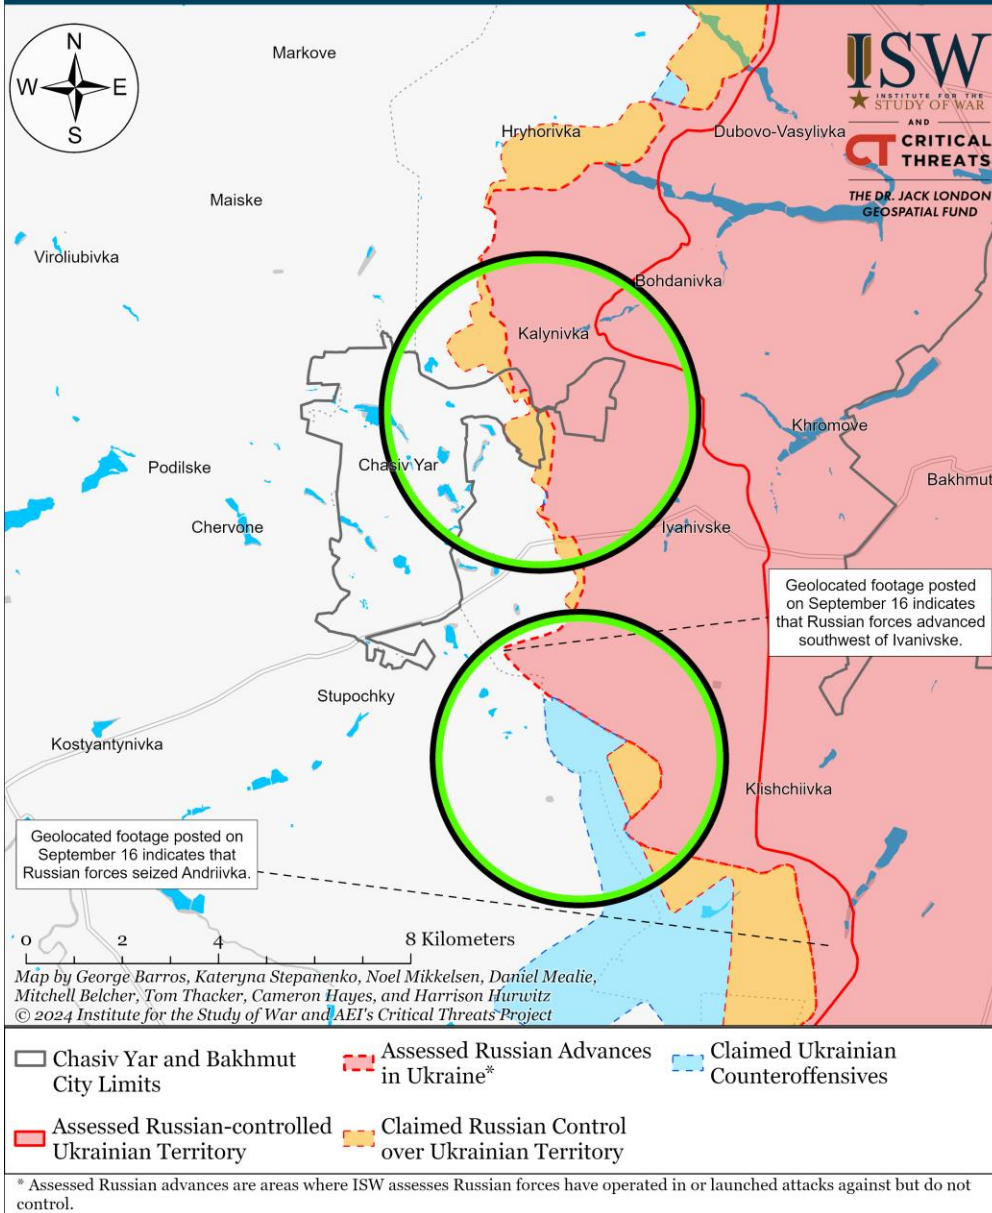 N
W
E
S
ISW
INSTITUTE FOR THE
STUDY OF WAR
AND
CT CRITICAL
THREATS
THE DR. JACK LONDON
GEOSPATIAL FUND
Markove
Hryhorivka
Dubovo-Vasylivka
Maiske
Viroliubivka
Bohdanivka
Kalynivka
Khromove
Podilske
Chasiv Yar
Bakhmut
Chervone
Ivanivske
Geolocated footage posted
on September 16 indicates
that Russian forces advanced
southwest of Ivanivske.
Stupochky
Kostyantynivka
Klishchiivka
Geolocated footage posted on
September 16 indicates that
Russian forces seized Andriivka.
0 2 4 8 Kilometers
Map by George Barros, Kateryna Stepanenko, Noel Mikkelsen, Daniel Mealie,
Mitchell Belcher, Tom Thacker, Cameron Hayes, and Harrison Hurwitz
© 2024 Institute for the Study of War and AEI's Critical Threats Project
Chasiv Yar and Bakhmut
City Limits
Assessed Russian Advances
in Ukraine*
Claimed Ukrainian
Counteroffensives
Assessed Russian-controlled
Ukrainian Territory
Claimed Russian Control
over Ukrainian Territory
* Assessed Russian advances are areas where ISW assesses Russian forces have operated in or launched attacks against but do not
control.